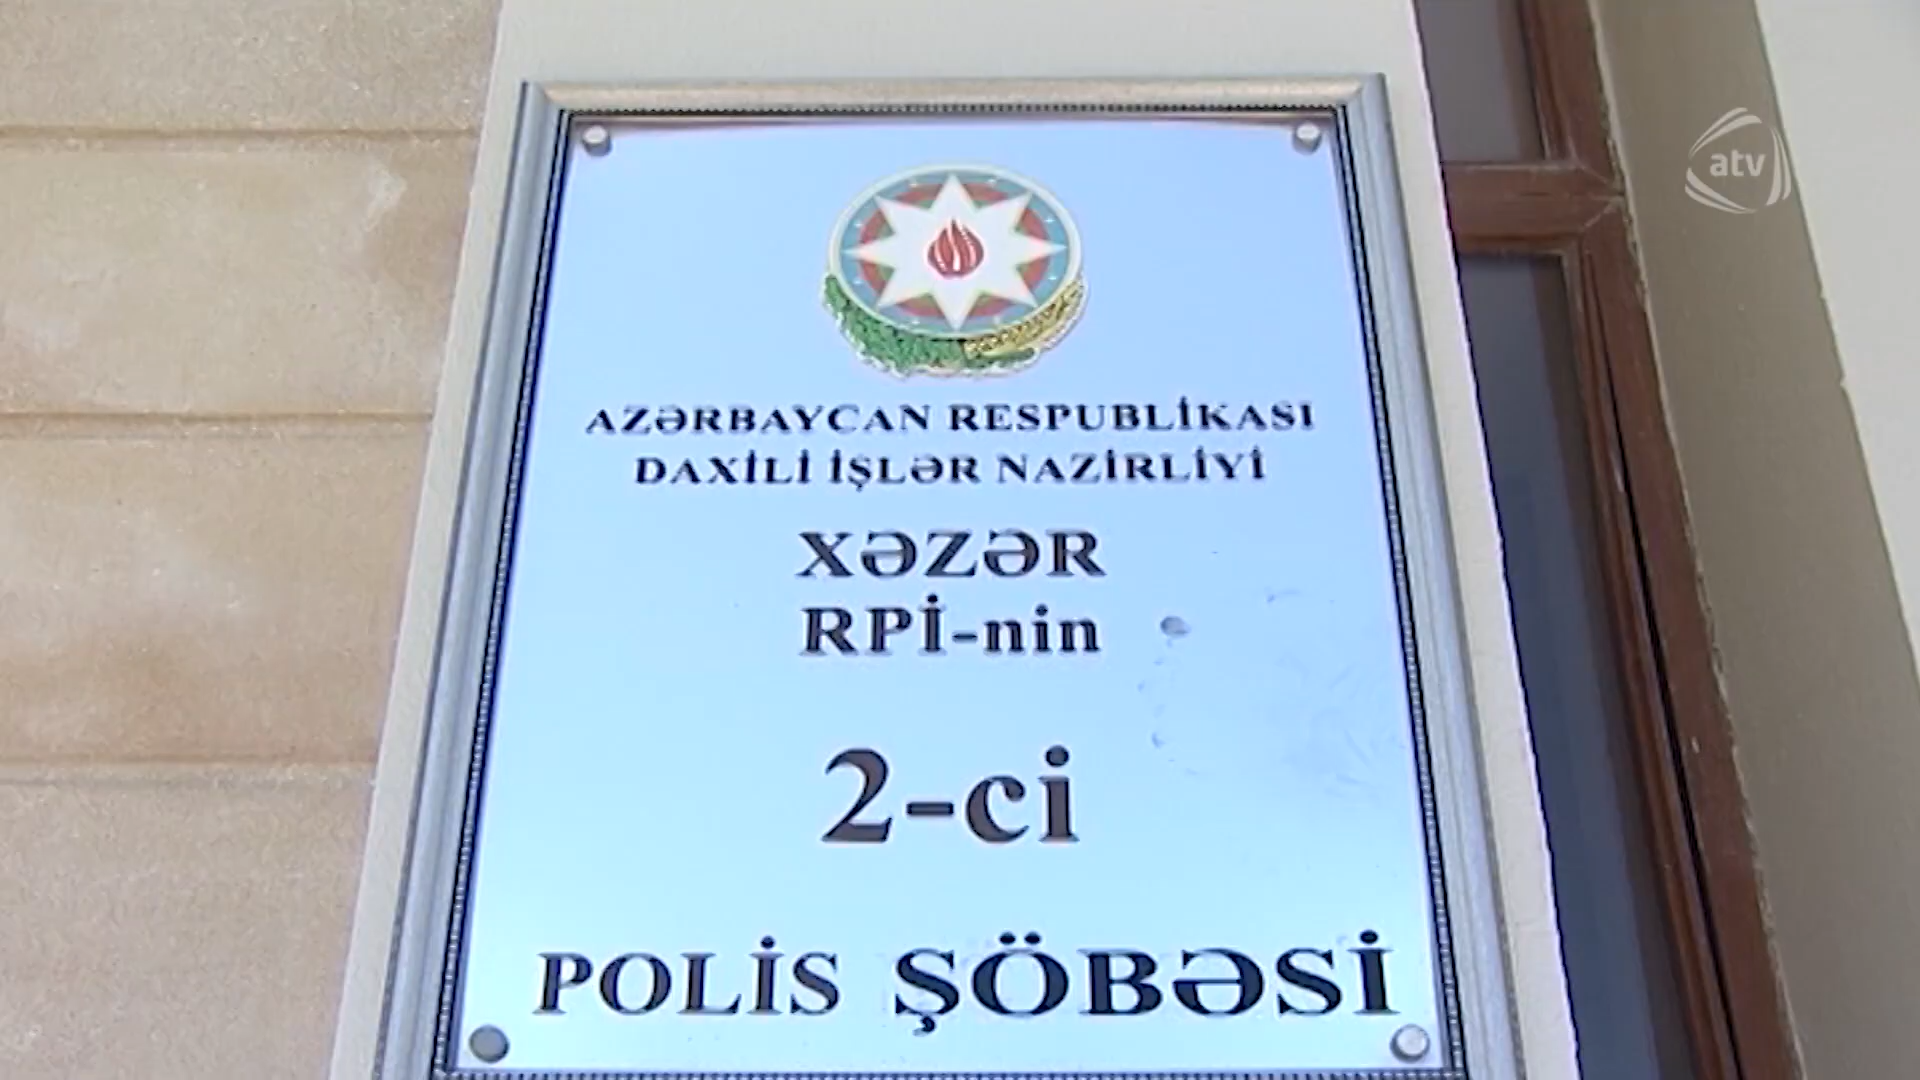 atv
AZƏRBAYCAN RESPUBLİKASI
DAXİLİ İŞLƏR NAZİRLİYİ
XƏZƏR
RPİ-nin
2-ci
POLİS ŞÖBƏSİ